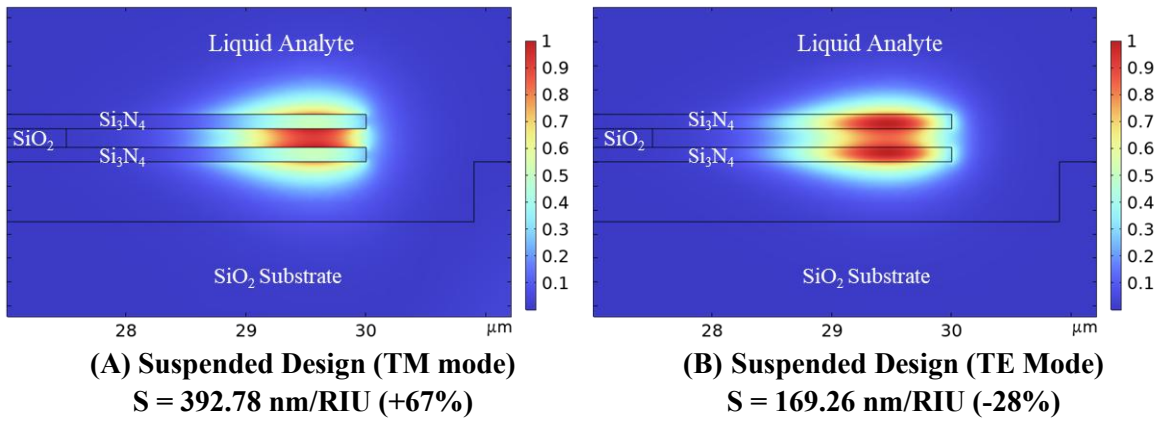 Liquid Analyte
Si₃N₄
SiO₂
Si₃N₄
SiO₂ Substrate
1
0.9
0.8
0.7
0.6
0.5
0.4
0.3
0.2
0.1
28
29
30
μm
(A) Suspended Design (TM mode)
S = 392.78 nm/RIU (+67%)
Liquid Analyte
Si₃N₄
SiO₂
Si₃N₄
SiO₂ Substrate
1
0.9
0.8
0.7
0.6
0.5
0.4
0.3
0.2
0.1
28
29
30
μm
(B) Suspended Design (TE Mode)
S = 169.26 nm/RIU (-28%)